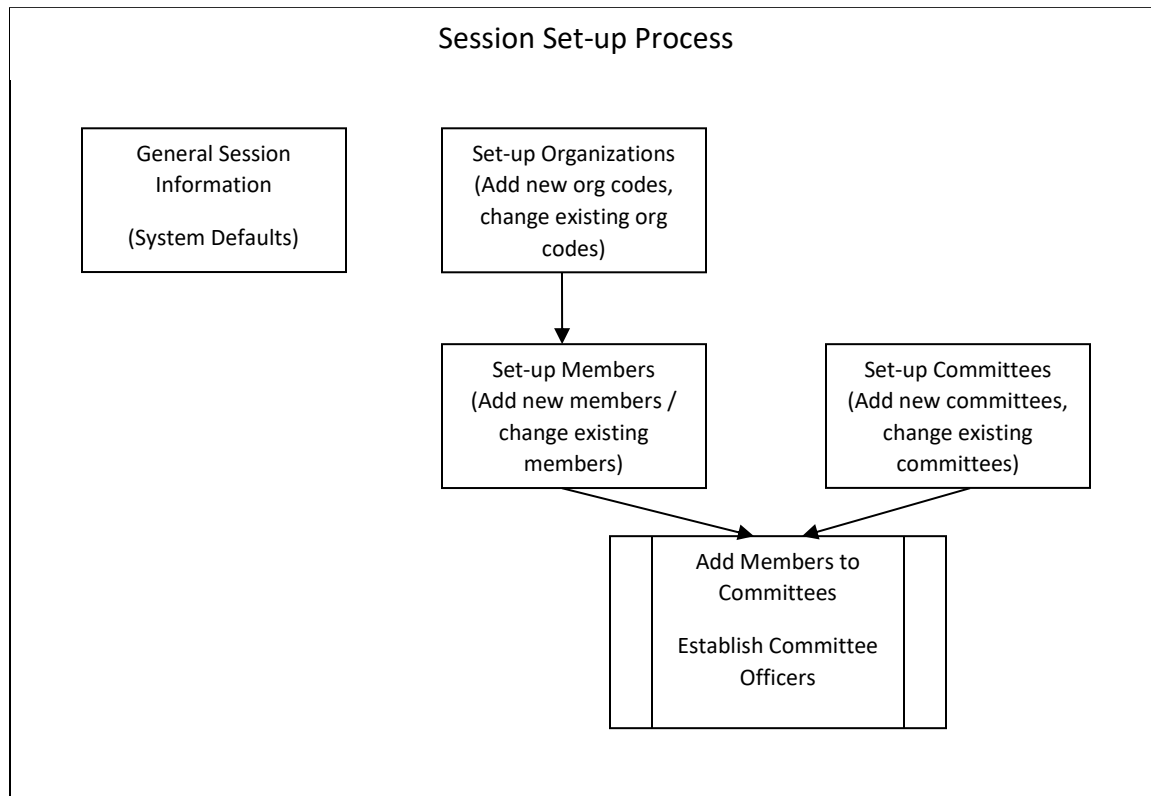 Session Set-up Process
General Session
Information
(System Defaults)
Set-up Organizations
(Add new org codes,
change existing org
codes)
Set-up Members
(Add new members /
change existing
members)
Set-up Committees
(Add new committees,
change existing
committees)
Add Members to
Committees
Establish Committee
Officers